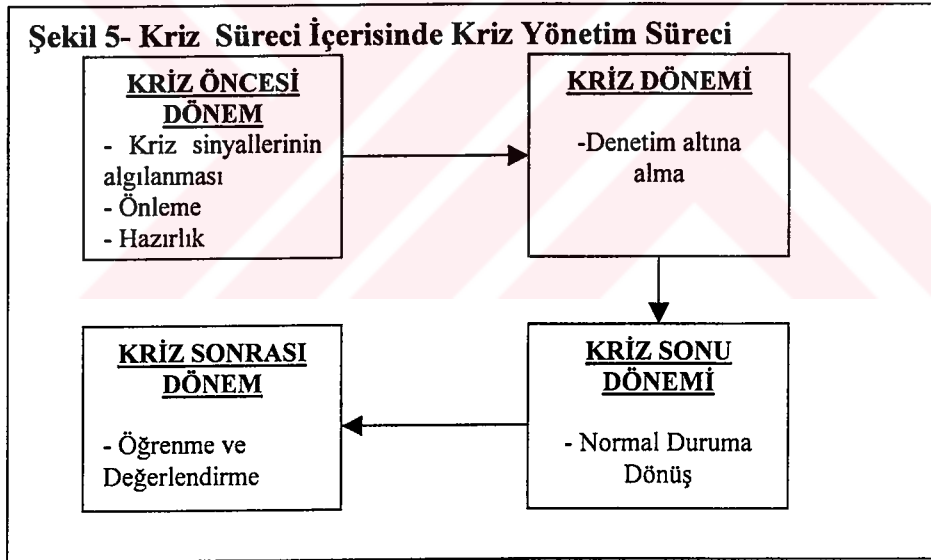 Şekil 5- Kriz Süreci İçerisinde Kriz Yönetim Süreci
KRİZ ÖNCESİ
DÖNEM
- Kriz sinyallerinin
algılanması
- Önleme
- Hazırlık
KRİZ DÖNEMİ
-Denetim altına
alma
KRİZ SONU
DÖNEMİ
- Normal Duruma
Dönüş
KRİZ SONRASI
DÖNEM
- Öğrenme ve
Değerlendirme